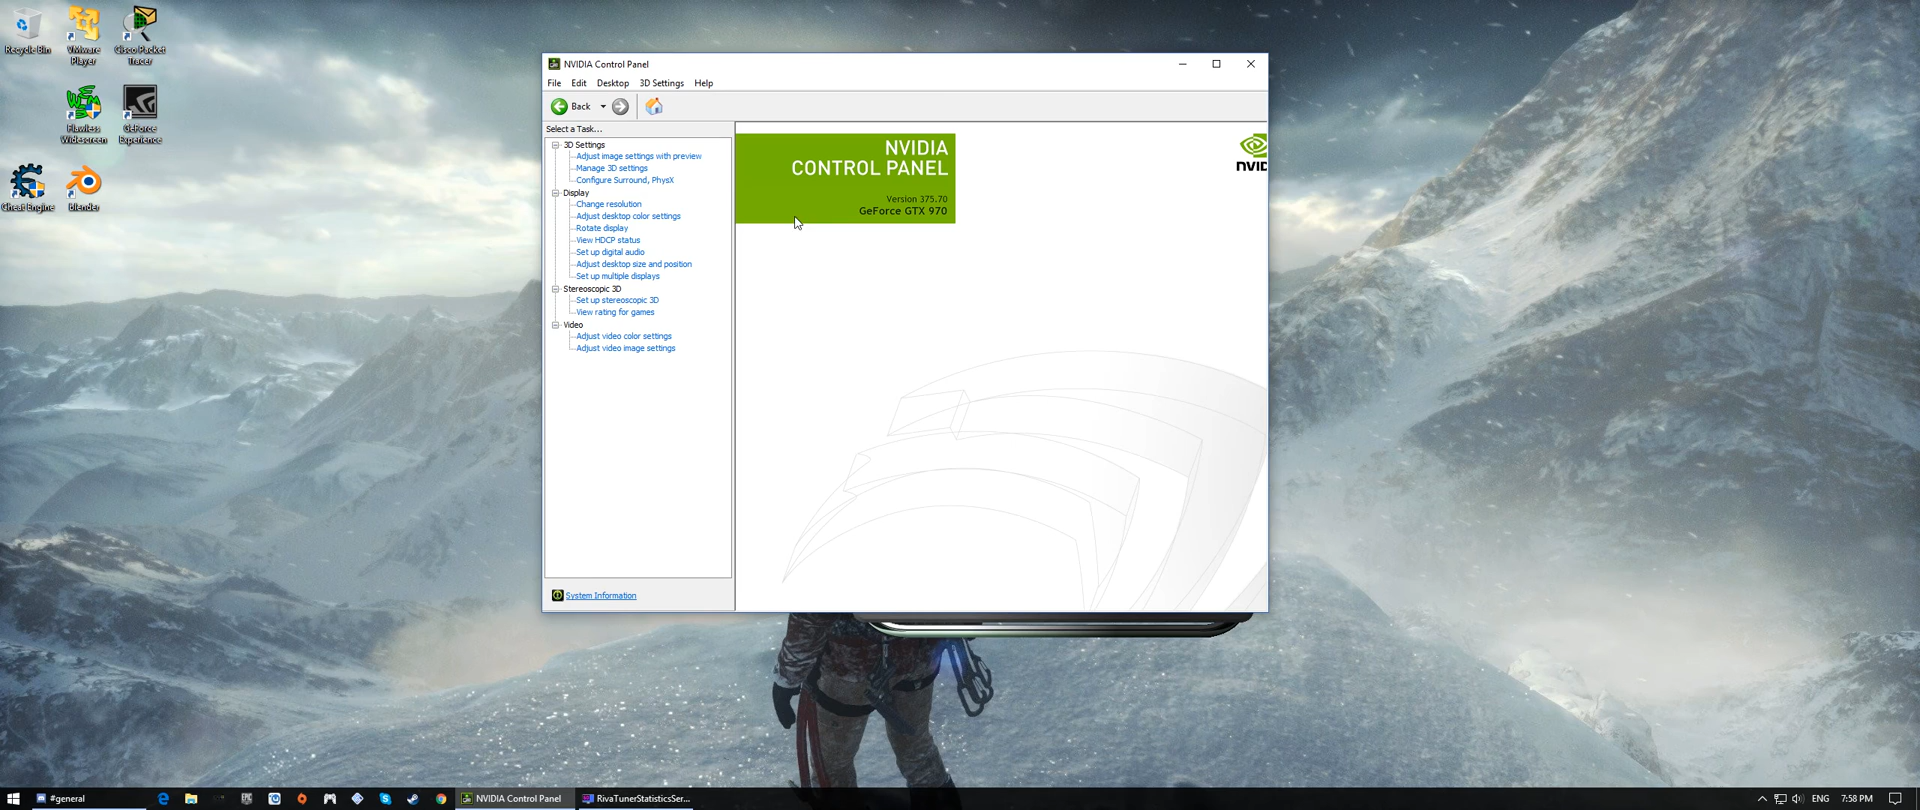 Recycle Bin
VMware Player
Cisco Packet Tracer
Flawless Widescreen
GeForce Experience
Cheat Engine
blender
NVIDIA Control Panel
File Edit Desktop 3D Settings Help
Back
Select a Task...
3D Settings
Adjust image settings with preview
Manage 3D settings
Configure Surround, PhysX
Display
Change resolution
Adjust desktop color settings
Rotate display
View HDCP status
Set up digital audio
Adjust desktop size and position
Set up multiple displays
Stereoscopic 3D
Set up stereoscopic 3D
View rating for games
Video
Adjust video color settings
Adjust video image settings
System Information
NVIDIA
CONTROL PANEL
Version 375.70
GeForce GTX 970
NVID
#general
NVIDIA Control Panel
RivaTunerStatisticsSer...
ENG
7:58 PM